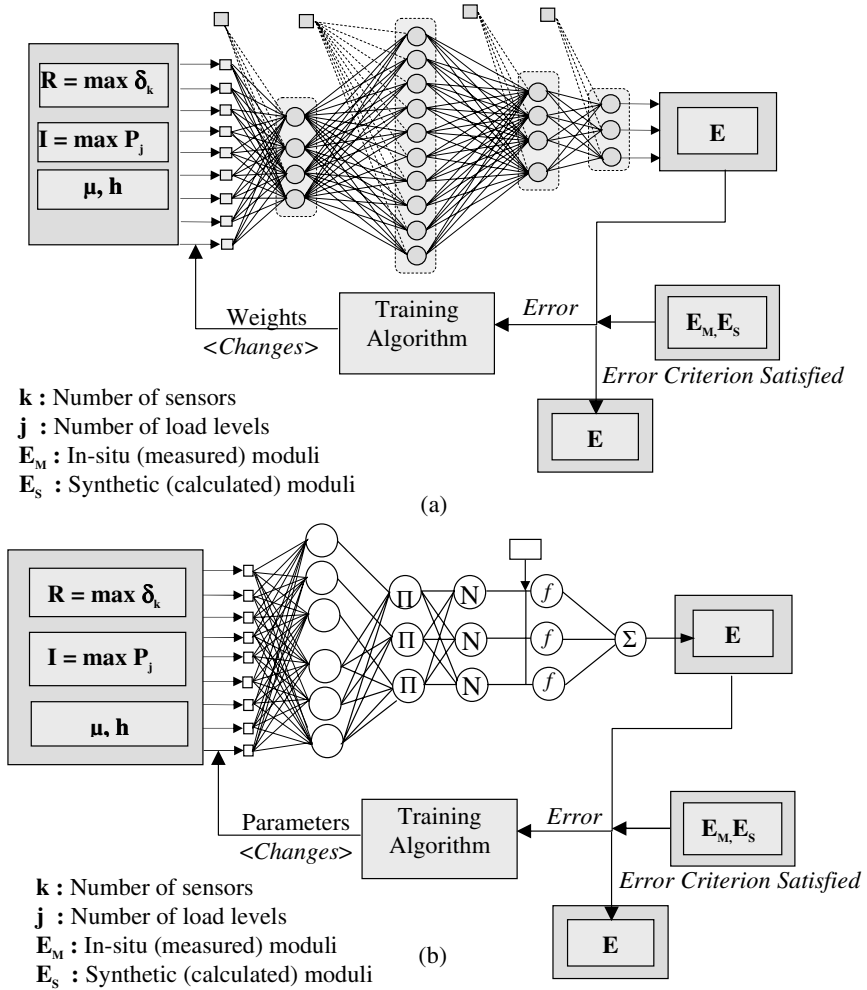 R = max δk
I = max Pj
μ, h
E
Training
Algorithm
Error
Weights
<Changes>
EM, ES
Error Criterion Satisfied
E
k : Number of sensors
j : Number of load levels
EM : In-situ (measured) moduli
ES : Synthetic (calculated) moduli
(a)
R = max δk
I = max Pj
μ, h
Π
Π
Π
N
N
N
f
f
f
Σ
E
Training
Algorithm
Error
Parameters
<Changes>
EM, ES
Error Criterion Satisfied
E
k : Number of sensors
j : Number of load levels
EM : In-situ (measured) moduli
ES : Synthetic (calculated) moduli
(b)